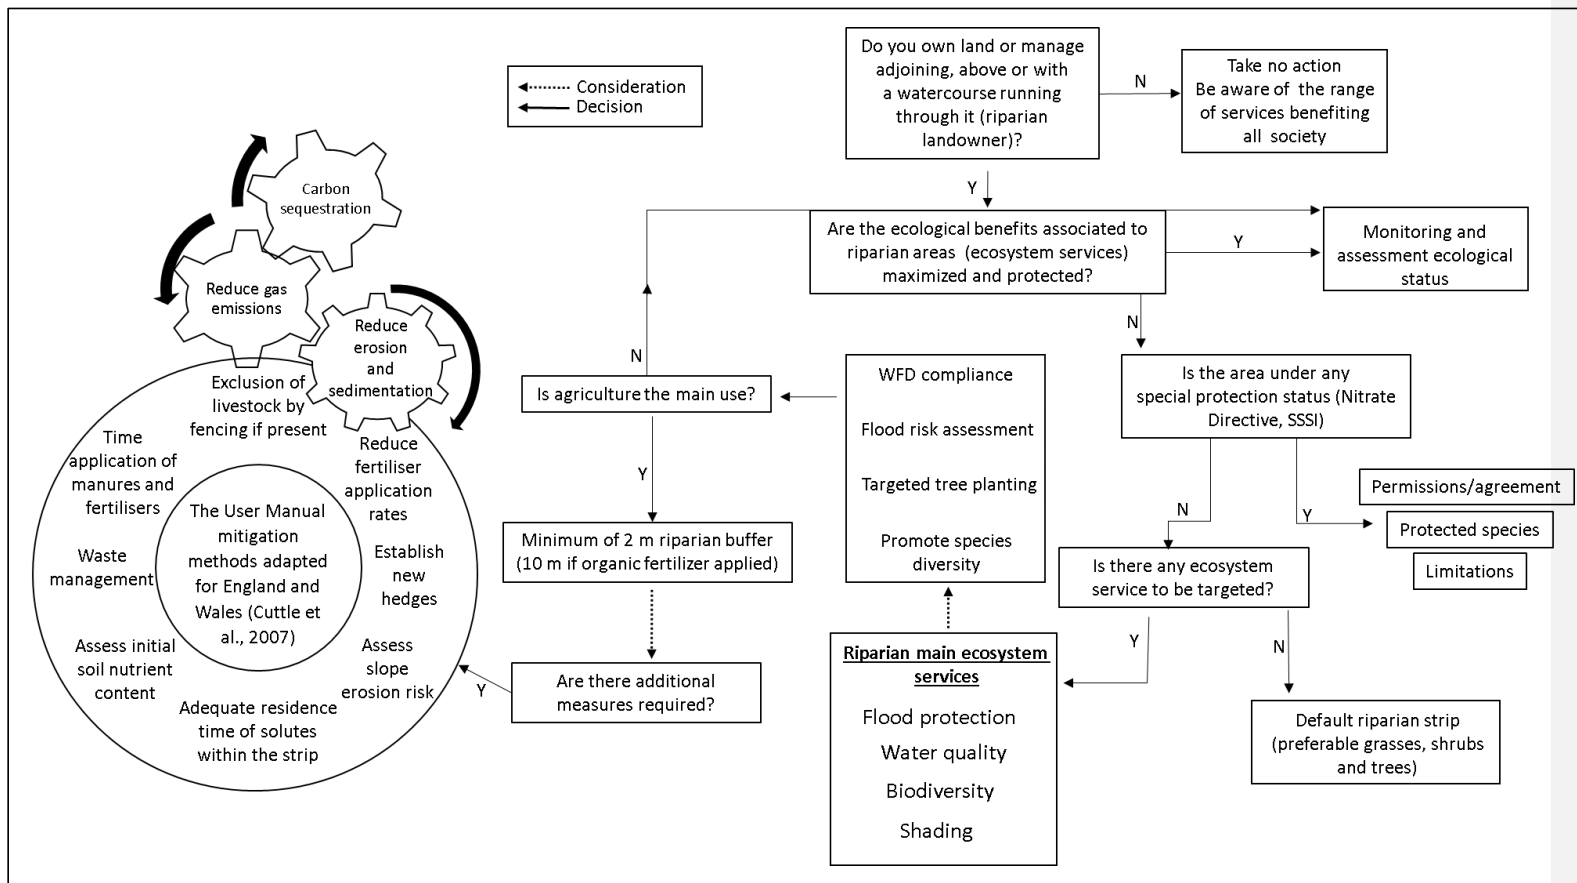 Do you own land or manage
adjoining, above or with
a watercourse running
through it (riparian
landowner)?
N
Take no action
Be aware of the range
of services benefiting
all society
Consideration
Decision
Y
Are the ecological benefits associated to
riparian areas (ecosystem services)
maximized and protected?
Y
Monitoring and
assessment ecological
status
N
Is the area under any
special protection status (Nitrate
Directive, SSSI)
N
Y
Permissions/agreement
Protected species
Limitations
Is there any ecosystem
service to be targeted?
Y
N
Default riparian strip
(preferable grasses, shrubs
and trees)
Riparian main ecosystem
services
Flood protection
Water quality
Biodiversity
Shading
WFD compliance
Flood risk assessment
Targeted tree planting
Promote species
diversity
Is agriculture the main use?
N
Y
Minimum of 2 m riparian buffer
(10 m if organic fertilizer applied)
Are there additional
measures required?
Y
Carbon
sequestration
Reduce gas
emissions
Reduce
erosion
and
sedimentation
Exclusion of
livestock by
fencing if present
Reduce
fertiliser
application
rates
Establish
new
hedges
Assess
slope
erosion risk
Adequate residence
time of solutes
within the strip
Assess initial
soil nutrient
content
Waste
management
Time
application of
manures and
fertilisers
The User Manual
mitigation
methods adapted
for England and
Wales (Cuttle et
al., 2007)